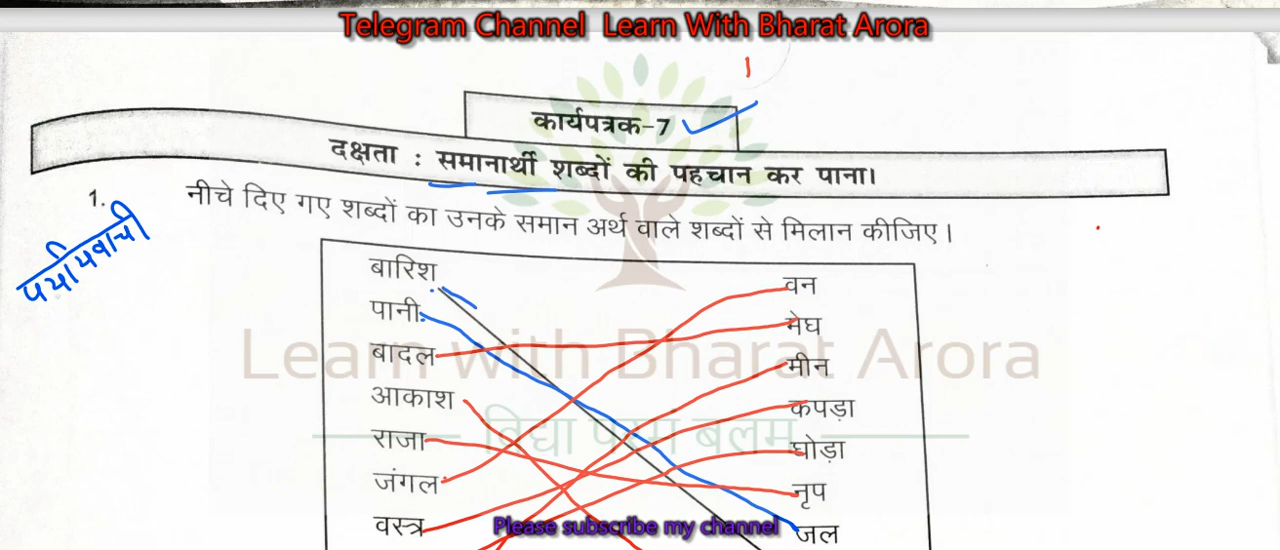 Telegram Channel Learn With Bharat Arora
कार्यपत्रक-7
दक्षता : समानार्थी शब्दों की पहचान कर पाना।
1. नीचे दिए गए शब्दों का उनके समान अर्थ वाले शब्दों से मिलान कीजिए।
पर्यायवाची
बारिश वन
पानी मेघ
बादल मीन
आकाश कपड़ा
राजा घोड़ा
जंगल नृप
वस्त्र जल
Learn with Bharat Arora
विद्या परम बलम
Please subscribe my channel